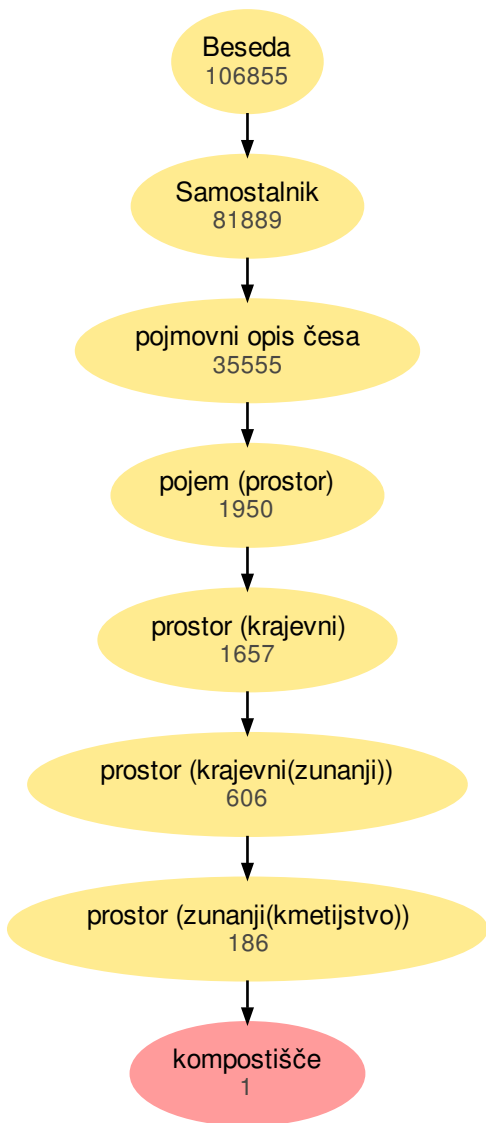 Beseda
106855
Samostalnik
81889
pojmovni opis česa
35555
pojem (prostor)
1950
prostor (krajevni)
1657
prostor (krajevni(zunanji))
606
prostor (zunanji(kmetijstvo))
186
kompostišče
1